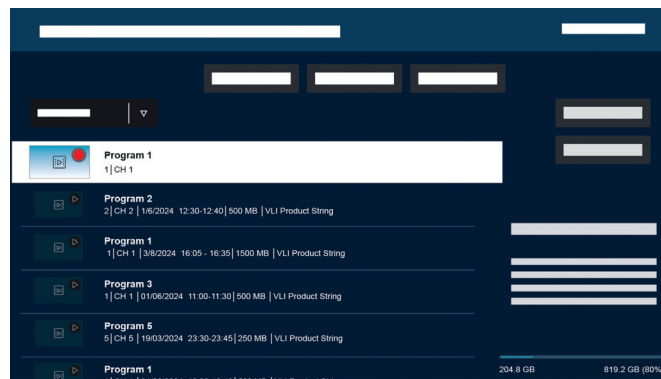 Program 1
1| CH 1
Program 2
2| CH 2 | 1/6/2024 12:30-12:40| 500 MB | VLI Product String
Program 1
1| CH 1 | 3/8/2024 16:05 - 16:35| 1500 MB | VLI Product String
Program 3
1| CH 1 | 01/06/2024 11:00-11:30| 500 MB | VLI Product String
Program 5
5| CH 5 | 19/03/2024 23:30-23:45| 250 MB | VLI Product String
Program 1
204.8 GB 819.2 GB (80%